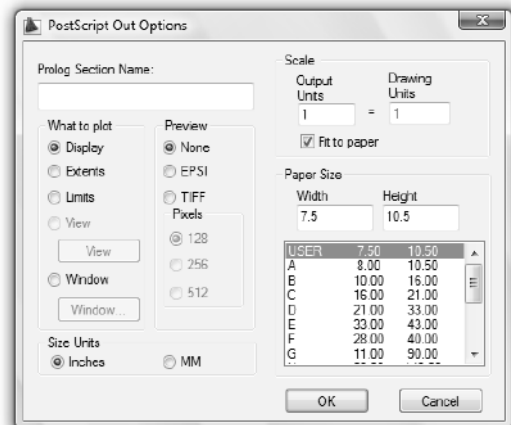 PostScript Out Options
Prolog Section Name:
What to plot
Display
Extents
Limits
View
View
Window
Window...
Preview
None
EPSI
TIFF
Pixels
128
256
512
Size Units
Inches
MM
Scale
Output Units
Drawing Units
1 = 1
Fit to paper
Paper Size
Width Height
7.5 10.5
USER 7.50 10.50
A 8.00 10.50
B 10.00 16.00
C 16.00 21.00
D 21.00 33.00
E 33.00 43.00
F 28.00 40.00
G 11.00 90.00
OK
Cancel